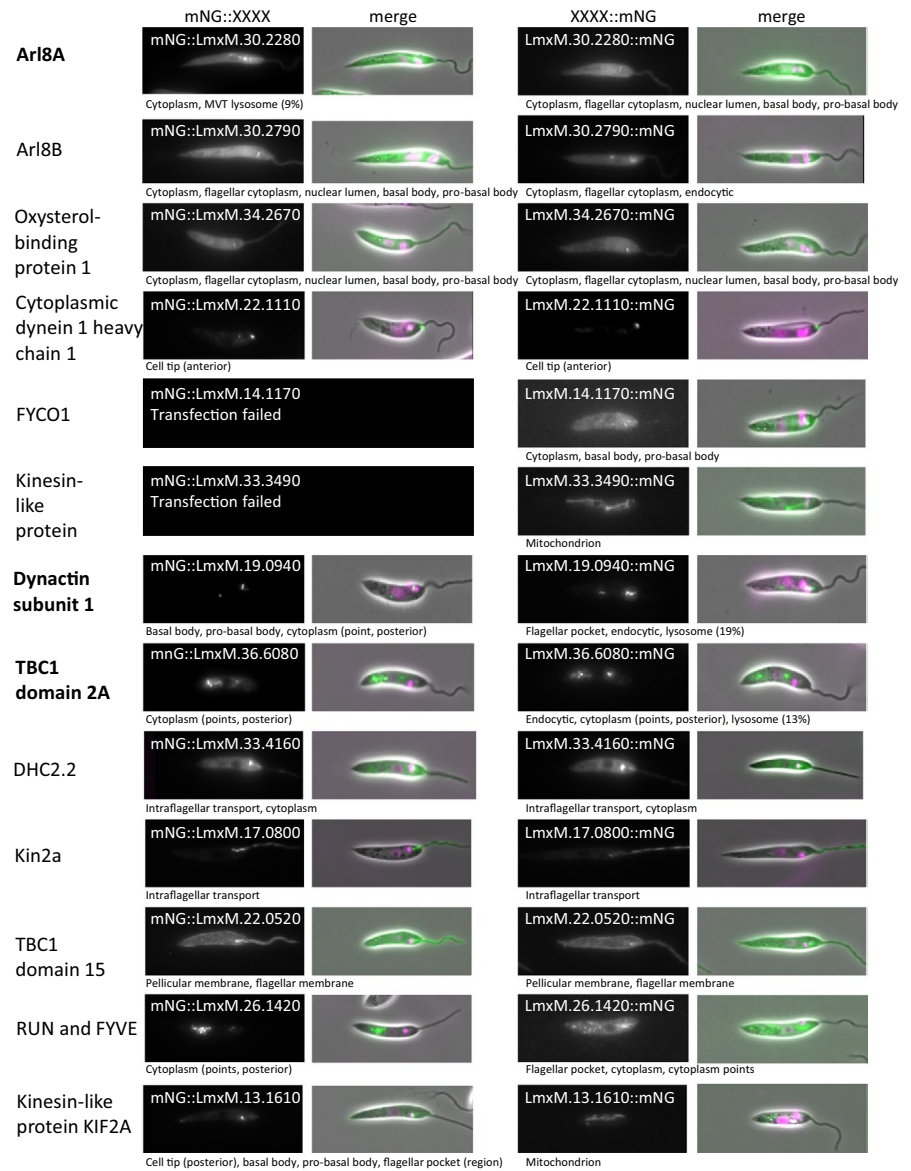 mNG::XXXX merge XXXX::mNG merge
Arl8A
mNG::LmxM.30.2280 LmxM.30.2280::mNG
Cytoplasm, MVT lysosome (9%) Cytoplasm, flagellar cytoplasm, nuclear lumen, basal body, pro-basal body
Arl8B
mNG::LmxM.30.2790 LmxM.30.2790::mNG
Cytoplasm, flagellar cytoplasm, nuclear lumen, basal body, pro-basal body Cytoplasm, flagellar cytoplasm, endocytic
Oxysterol-
binding
protein 1
mNG::LmxM.34.2670 LmxM.34.2670::mNG
Cytoplasm, flagellar cytoplasm, nuclear lumen, basal body, pro-basal body Cytoplasm, flagellar cytoplasm, nuclear lumen, basal body, pro-basal body
Cytoplasmic
dynein 1 heavy
chain 1
mNG::LmxM.22.1110 LmxM.22.1110::mNG
Cell tip (anterior) Cell tip (anterior)
FYCO1
mNG::LmxM.14.1170 LmxM.14.1170::mNG
Transfection failed
Cytoplasm, basal body, pro-basal body
Kinesin-
like
protein
mNG::LmxM.33.3490 LmxM.33.3490::mNG
Transfection failed
Mitochondrion
Dynactin
subunit 1
mNG::LmxM.19.0940 LmxM.19.0940::mNG
Basal body, pro-basal body, cytoplasm (point, posterior) Flagellar pocket, endocytic, lysosome (19%)
TBC1
domain 2A
mnG::LmxM.36.6080 LmxM.36.6080::mNG
Cytoplasm (points, posterior) Endocytic, cytoplasm (points, posterior), lysosome (13%)
DHC2.2
mNG::LmxM.33.4160 LmxM.33.4160::mNG
Intraflagellar transport, cytoplasm Intraflagellar transport, cytoplasm
Kin2a
mNG::LmxM.17.0800 LmxM.17.0800::mNG
Intraflagellar transport Intraflagellar transport
TBC1
domain 15
mNG::LmxM.22.0520 LmxM.22.0520::mNG
Pellicular membrane, flagellar membrane Pellicular membrane, flagellar membrane
RUN and FYVE
mNG::LmxM.26.1420 LmxM.26.1420::mNG
Cytoplasm (points, posterior) Flagellar pocket, cytoplasm, cytoplasm points
Kinesin-like
protein KIF2A
mNG::LmxM.13.1610 LmxM.13.1610::mNG
Cell tip (posterior), basal body, pro-basal body, flagellar pocket (region) Mitochondrion